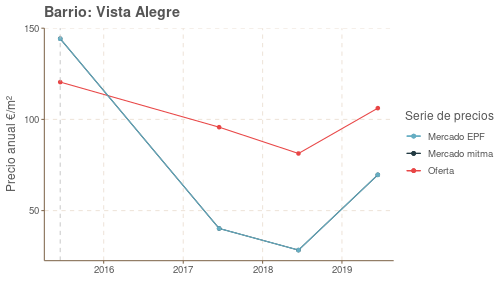 Barrio: Vista Alegre
Precio anual €/m²
150
100
50
2016
2017
2018
2019
Serie de precios
Mercado EPF
Mercado mitma
Oferta